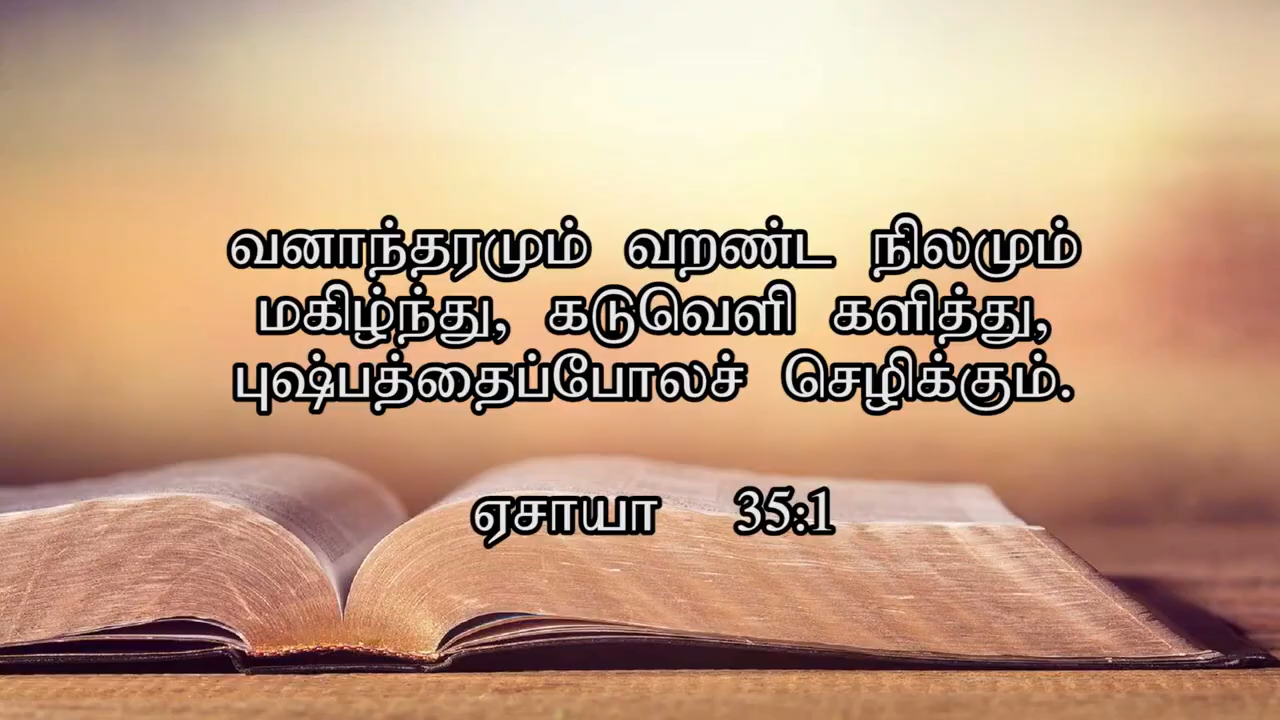 வனாந்தரமும் வறண்ட நிலமும்
மகிழ்ந்து, கடுவெளி களித்து,
புஷ்பத்தைப்போலச் செழிக்கும்.
ஏசாயா 35:1